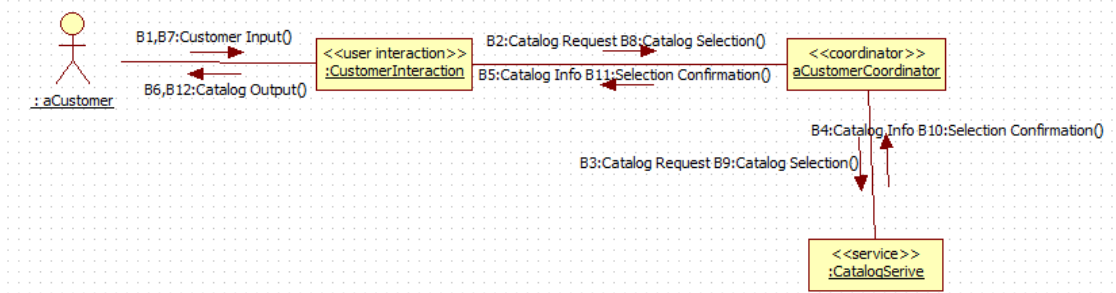 B1,B7:Customer Input()
B6,B12:Catalog Output()
: aCustomer
<<user interaction>>
:CustomerInteraction
B2:Catalog Request B8:Catalog Selection()
B5:Catalog Info B11:Selection Confirmation()
<<coordinator>>
aCustomerCoordinator
B4:Catalog Info B10:Selection Confirmation()
B3:Catalog Request B9:Catalog Selection()
<<service>>
:CatalogSerive